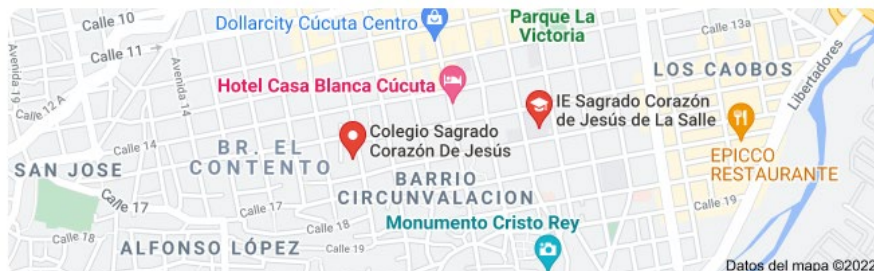 Calle 10
Dollarcity Cúcuta Centro
Parque La
Victoria
Calle 13a
Calle 11
Avenida 14
Avenida 19
Calle 12 A
Hotel Casa Blanca Cúcuta
LOS CAOBOS
Libertadores
IE Sagrado Corazón
de Jesús de La Salle
Colegio Sagrado
Corazón De Jesús
Calle 14
BR. EL
CONTENTO
SAN JOSE
EPICCO
RESTAURANTE
BARRIO
CIRCUNVALACION
Calle 17
Calle 17
Calle 19
Calle 18
Monumento Cristo Rey
Calle 18
ALFONSO LÓPEZ
Calle 19
Datos del mapa ©2022